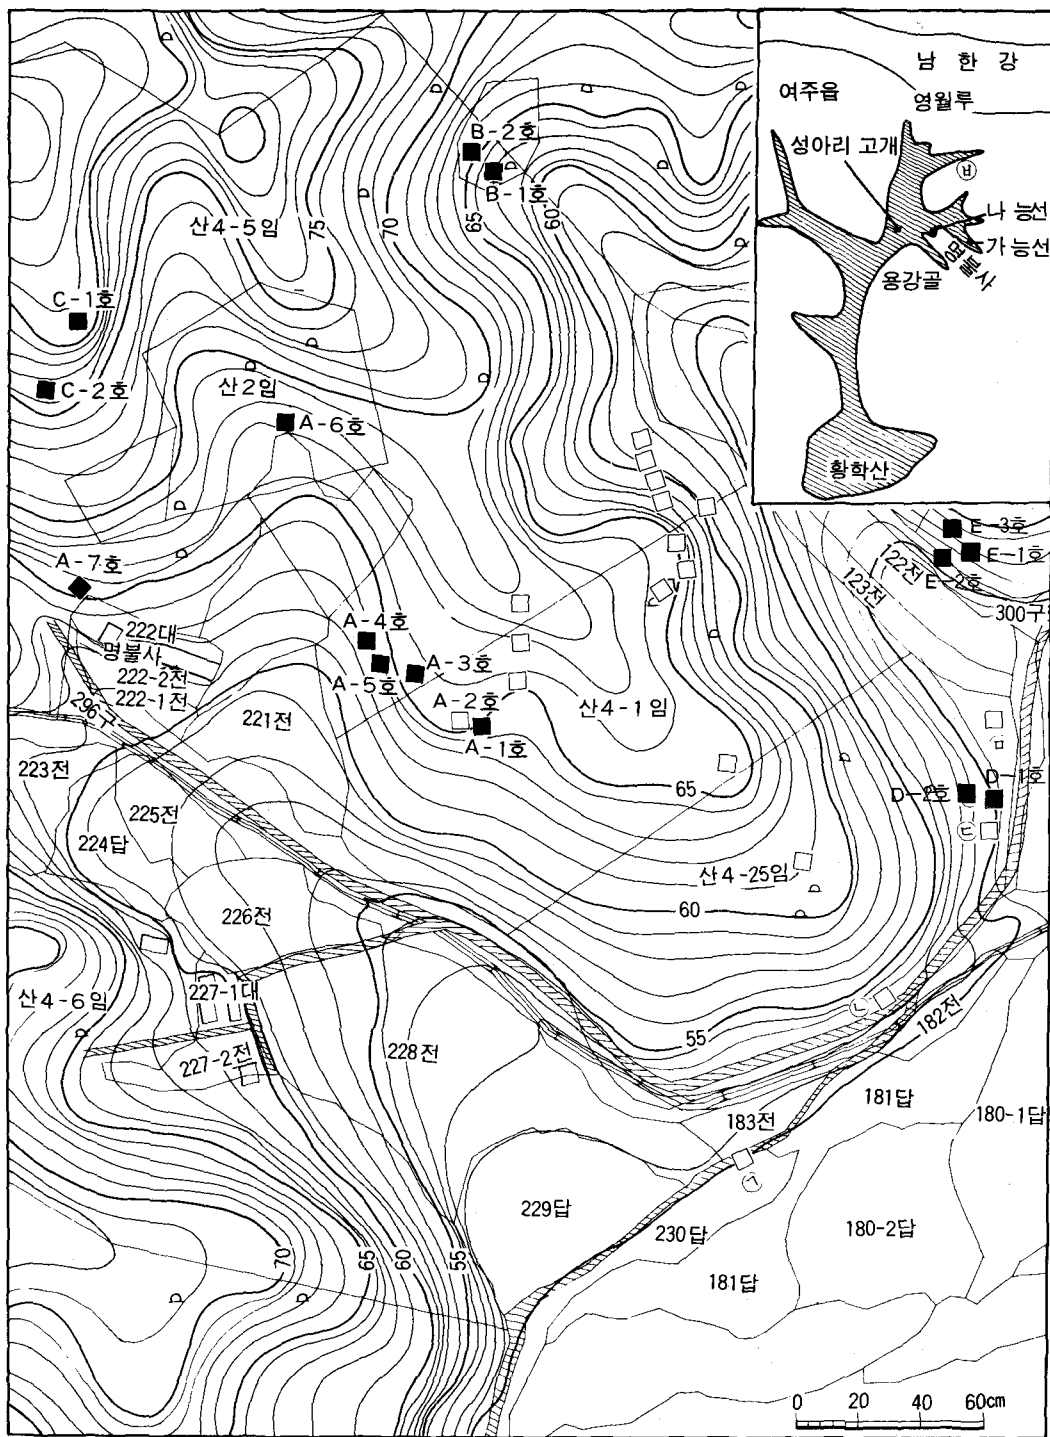 남 한 강
여주읍
영월루
성아리 고개
ㅂ
나 능선
가 능선
명불사
용강골
황학산
B-2호
B-1호
65
60
70
75
산4-5임
C-1호
C-2호
산2임
A-6호
A-7호
222대
명불사
222-2전
222-1전
296구
A-4호
A-5호
A-3호
A-2호
A-1호
산4-1임
65
221전
223전
225전
224답
226전
산4-25임
60
E-3호
E-1호
E-2호
122전
123전
300구
D-1호
D-2호
ㄷ
ㅁ
산4-6임
227-1대
227-2전
228전
55
ㄴ
182전
181답
180-1답
183전
ㄱ
229답
230답
180-2답
181답
70
65
60
55
0 20 40 60cm